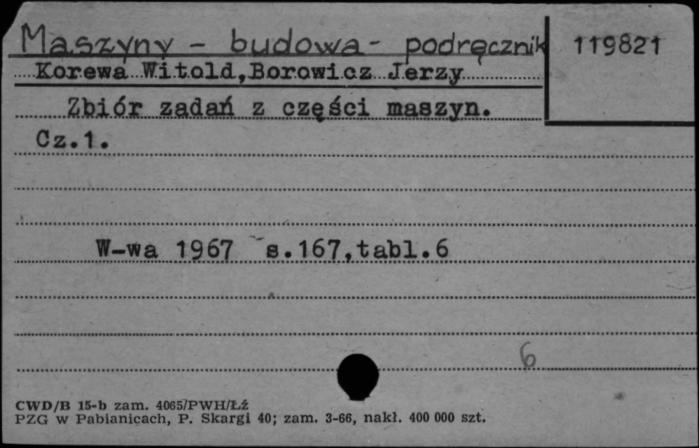 Maszyny - budowa - podręcznik 119821
Korewa Witold,Borowicz Jerzy
Zbiór zadań z części maszyn.
Cz.1.
W-wa 1967 s.167,tabl.6
6
CWD/B 15-b zam. 4065/PWH/Łź
PZG w Pabianicach, P. Skargi 40; zam. 3-66, nakł. 400 000 szt.